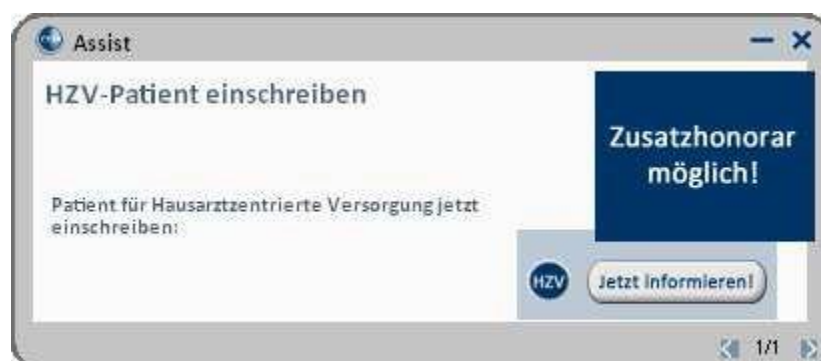 Assist
HZV-Patient einschreiben
Zusatzhonorar
möglich!
Patient für Hausarztzentrierte Versorgung jetzt
einschreiben:
HZV
Jetzt informieren!
1/1